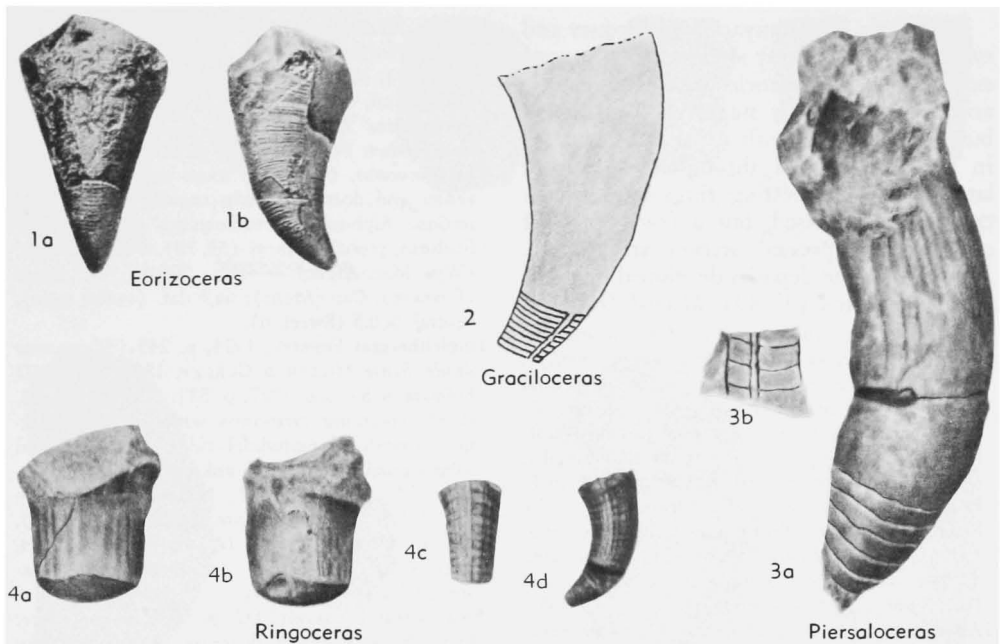 1a
1b
Eorizoceras
2
Graciloceras
3b
3a
Piersaloceras
4a
4b
4c
4d
Ringoceras